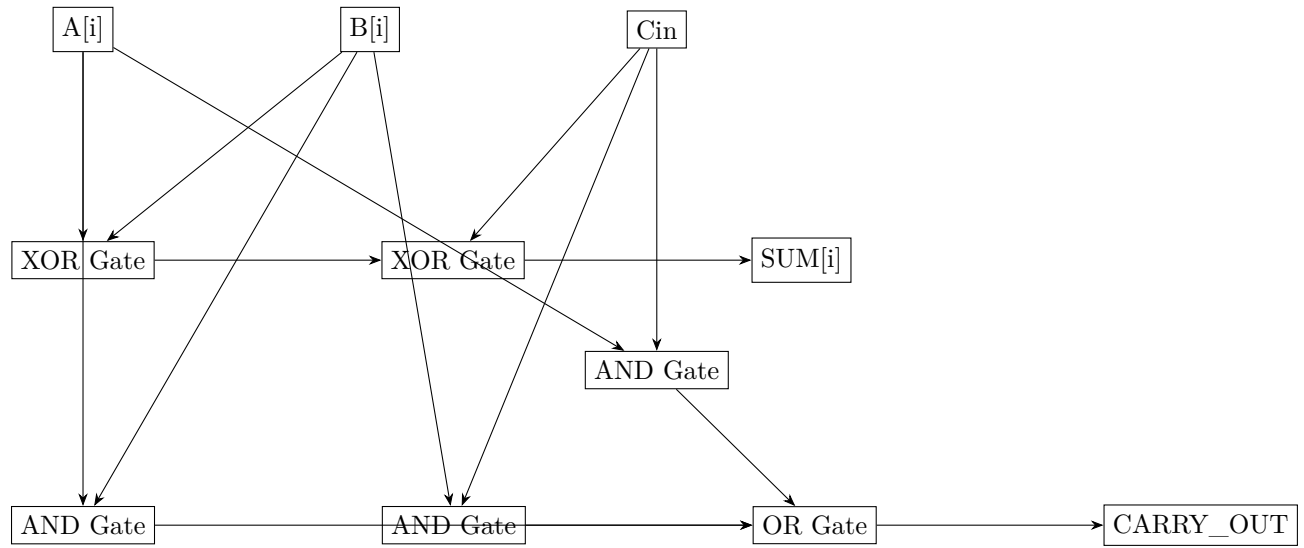 A[i]
B[i]
Cin
XOR Gate
XOR Gate
SUM[i]
AND Gate
AND Gate
AND Gate
OR Gate
CARRY_OUT